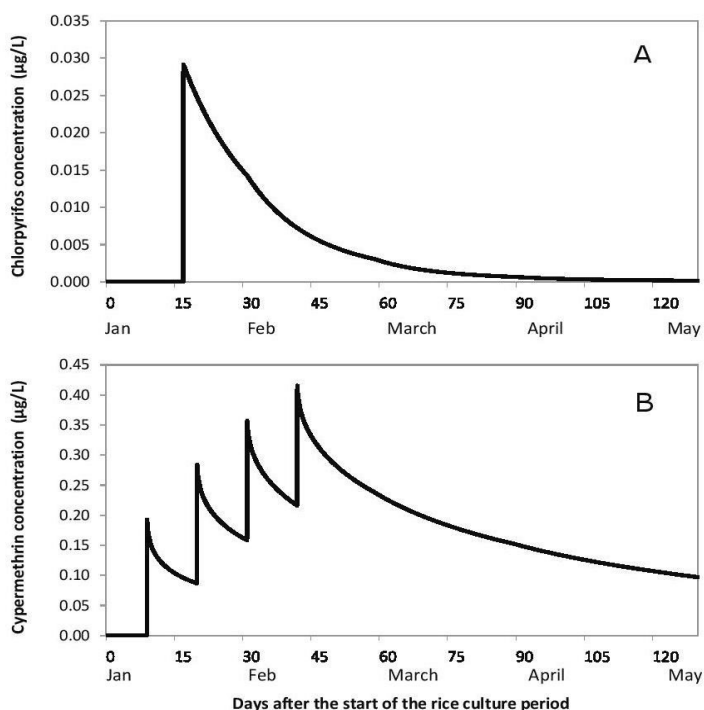 Chlorpyrifos concentration (µg/L)
A
0.035
0.030
0.025
0.020
0.015
0.010
0.005
0.000
0 15 30 45 60 75 90 105 120
Jan Feb March April May
Cypermethrin concentration (µg/L)
B
0.45
0.40
0.35
0.30
0.25
0.20
0.15
0.10
0.05
0.00
0 15 30 45 60 75 90 105 120
Jan Feb March April May
Days after the start of the rice culture period